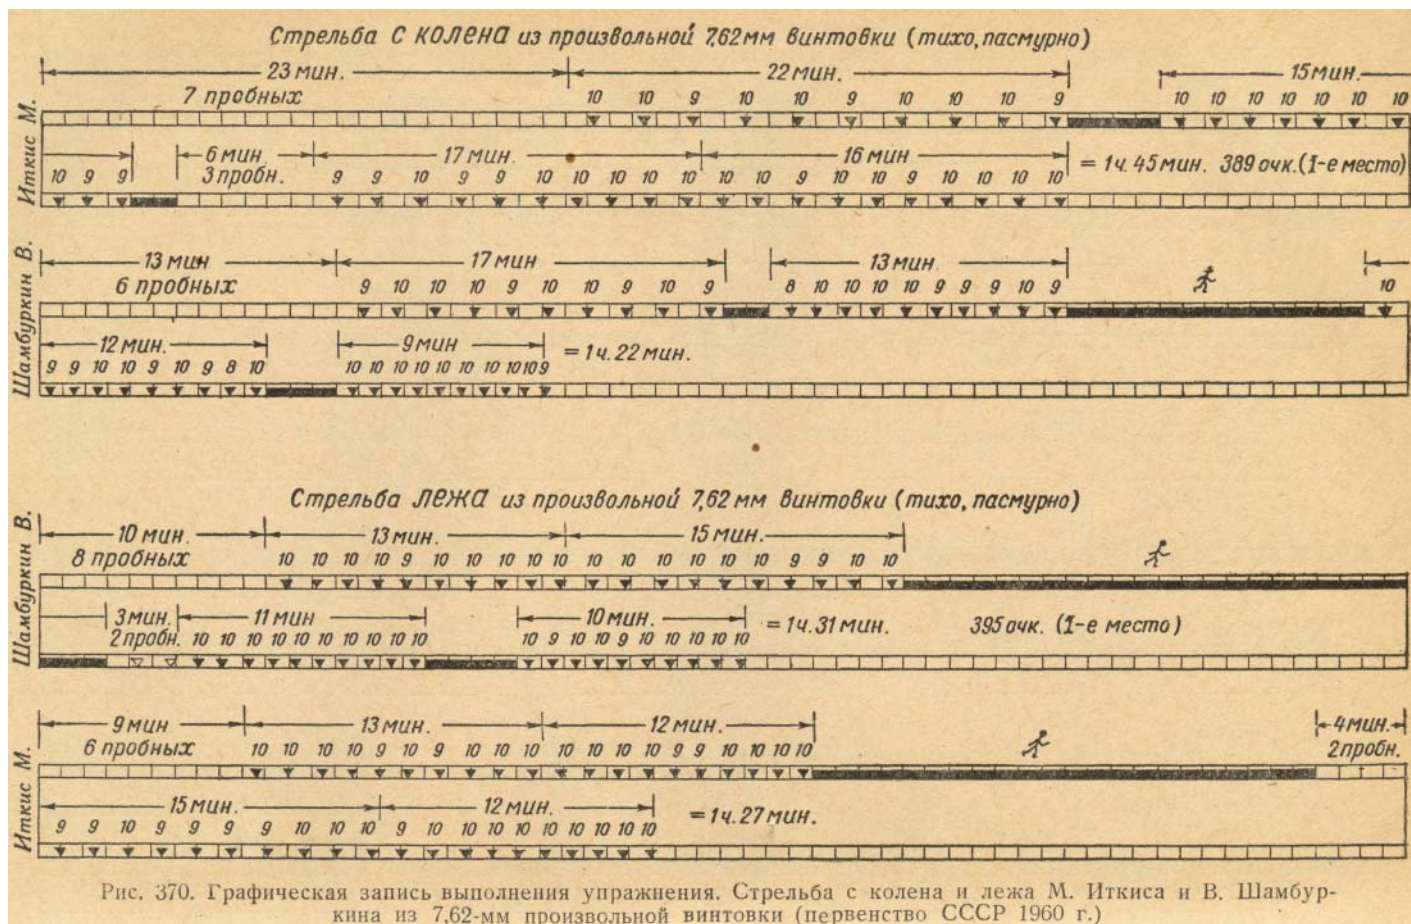 Стрельба с колена из произвольной 7,62 мм винтовки (тихо, пасмурно)
23 мин. 22 мин. 15 мин.
7 пробных 10 10 9 10 10 9 10 10 10 9 10 10 10 10 10 10 10
Иткис М.
6 мин. 17 мин. 16 мин
10 9 9 3 пробн. 9 9 10 9 9 10 10 10 10 10 10 10 9 10 9 10 10 10 10 = 1 ч. 45 мин. 389 очк. (I-е место)
13 мин 17 мин 13 мин.
6 пробных 9 10 10 10 9 10 10 9 10 9 8 10 10 10 10 9 9 9 10 9 10
Шамбуркин В.
12 мин. 9 мин = 1 ч. 22 мин.
9 9 10 10 9 10 9 8 10 10 10 10 10 10 10 10 10 10 9
Стрельба лежа из произвольной 7,62 мм винтовки (тихо, пасмурно)
10 мин. 13 мин. 15 мин.
8 пробных 10 10 10 10 9 10 10 10 10 10 10 10 10 10 10 9 9 10 10
Шамбуркин В.
3 мин. 11 мин 10 мин. = 1 ч. 31 мин. 395 очк. (I-е место)
2 пробн. 10 10 10 10 10 10 10 10 10 10 10 9 10 10 9 10 10 10 10 10
9 мин 13 мин. 12 мин. 4 мин.
6 пробных 10 10 10 10 9 10 9 10 10 10 10 10 10 10 9 9 10 10 10 10 2 пробн.
Иткис М.
15 мин. 12 мин. = 1 ч. 27 мин.
9 9 10 9 9 9 9 10 10 10 9 10 10 10 10 10 10 10 10 10
Рис. 370. Графическая запись выполнения упражнения. Стрельба с колена и лежа М. Иткиса и В. Шамбур-
кина из 7,62-мм произвольной винтовки (первенство СССР 1960 г.)